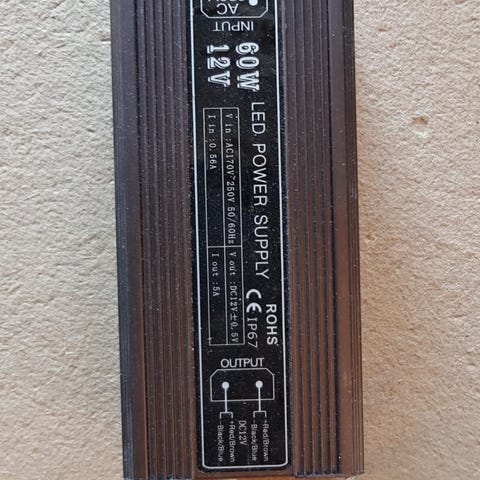 INPUT
AC
60W
12V
LED POWER SUPPLY
V in :AC170V~250V 50/60Hz
V out :DC12V±0.5V
I in :0.56A
I out :5A
ROHS
CE IP67
OUTPUT
+Red/Brown
-Black/Blue
DC12V
+Red/Brown
-Black/Blue